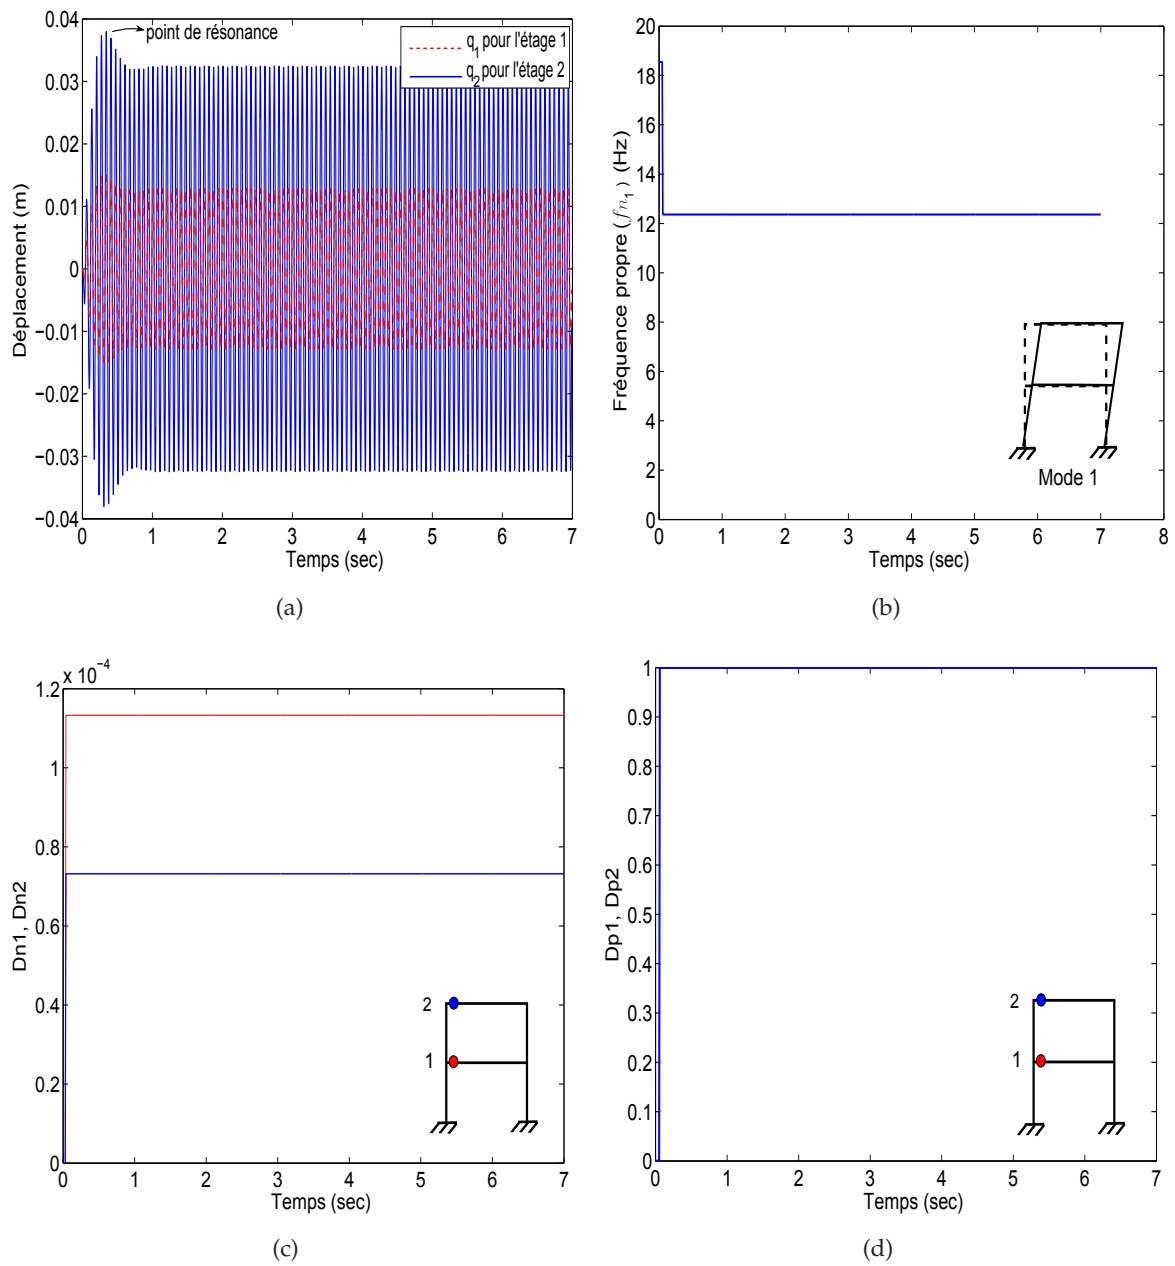 0.04
0.03
0.02
0.01
0
−0.01
−0.02
−0.03
−0.04
Déplacement (m)
point de résonance
q1 pour l'étage 1
q2 pour l'étage 2
0 1 2 3 4 5 6 7
Temps (sec)
(a)
20
18
16
14
12
10
8
6
4
2
0
Fréquence propre (fn1) (Hz)
Mode 1
0 1 2 3 4 5 6 7 8
Temps (sec)
(b)
x 10−4
1.2
1
0.8
0.6
0.4
0.2
0
Dn1, Dn2
2
1
0 1 2 3 4 5 6 7
Temps (sec)
(c)
1
0.9
0.8
0.7
0.6
0.5
0.4
0.3
0.2
0.1
0
Dp1, Dp2
2
1
0 1 2 3 4 5 6 7
Temps (sec)
(d)